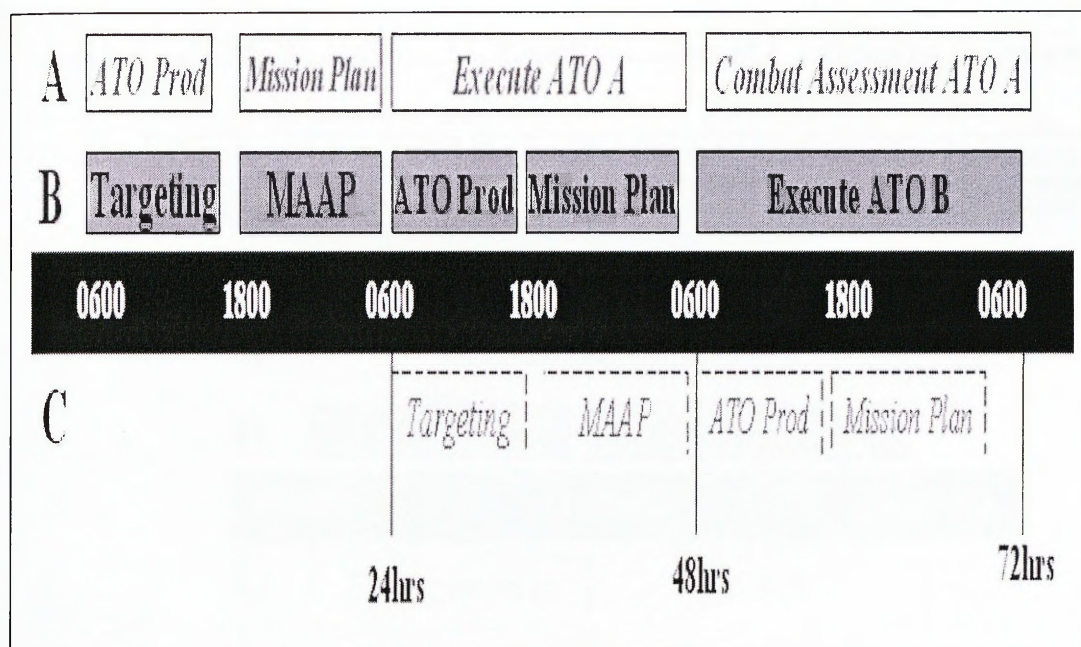 A ATO Prod Mission Plan Execute ATO A Combat Assessment ATO A
B Targeting MAAP ATO Prod Mission Plan Execute ATO B
0600 1800 0600 1800 0600 1800 0600
C Targeting MAAP ATO Prod Mission Plan
24hrs 48hrs 72hrs